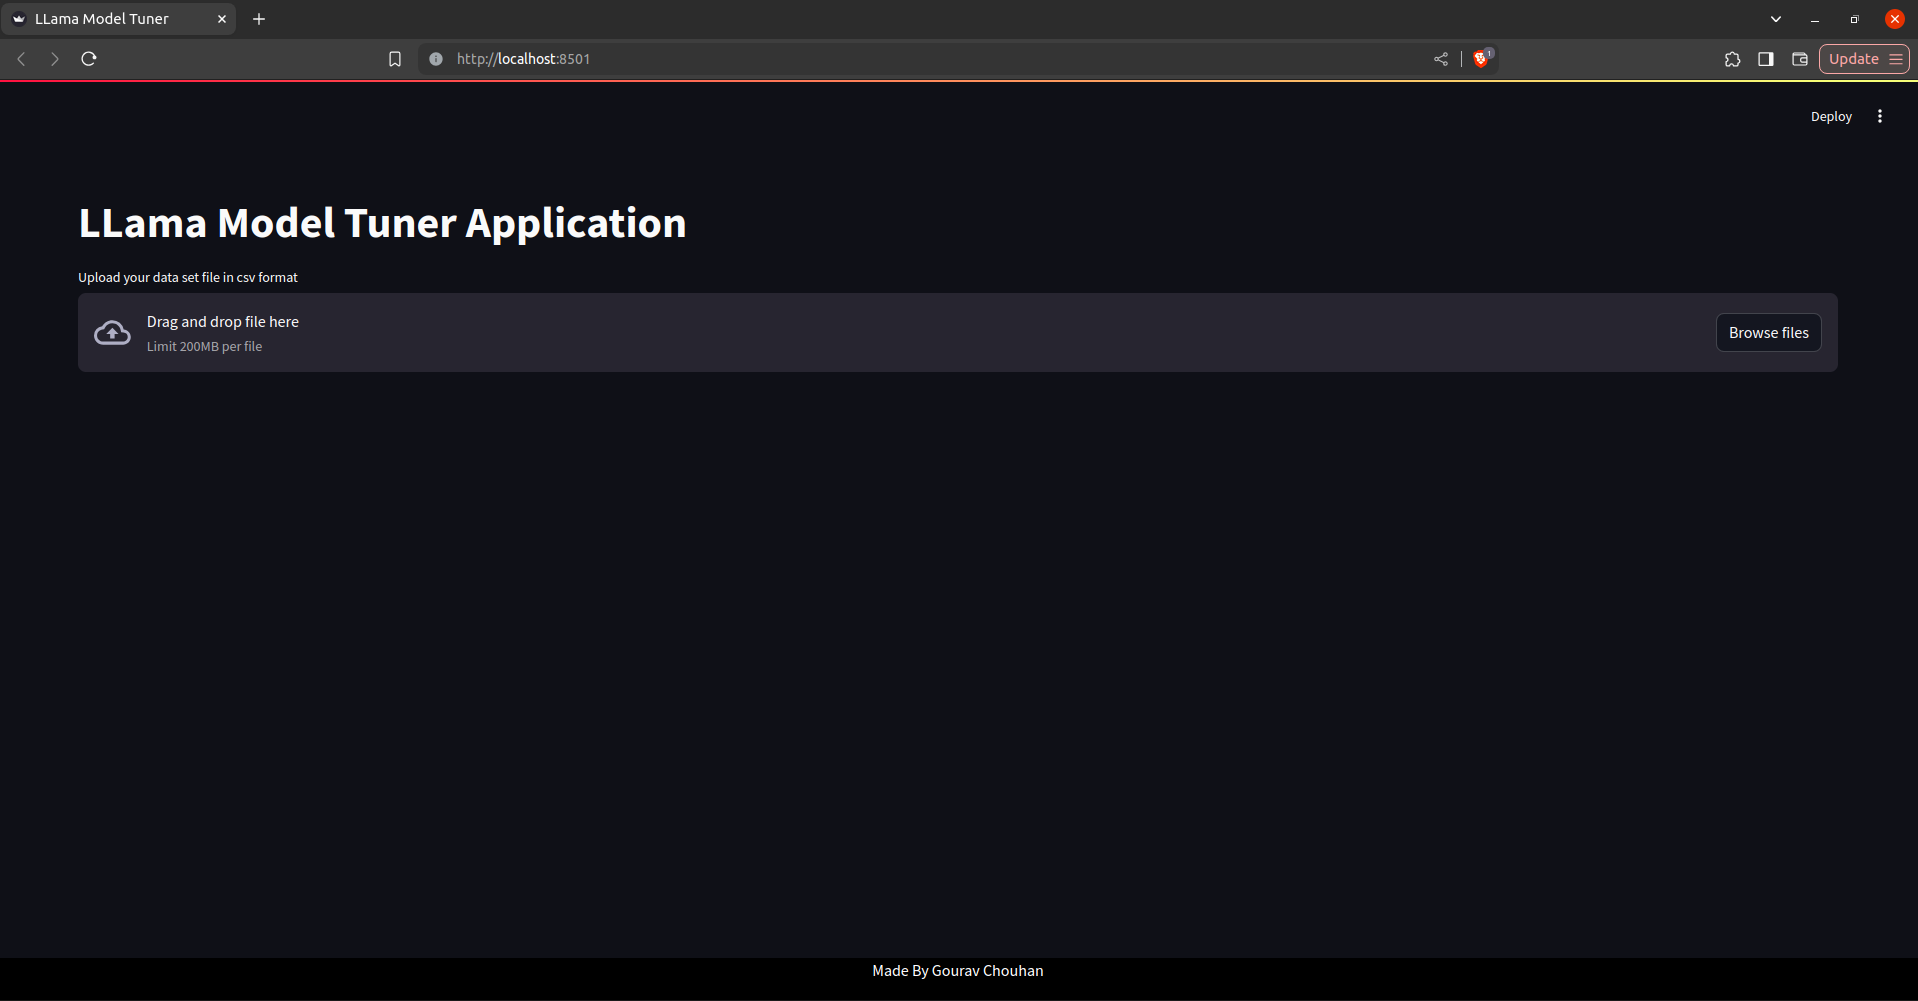 LLama Model Tuner
http://localhost:8501
1
Update
Deploy
LLama Model Tuner Application
Upload your data set file in csv format
Drag and drop file here
Limit 200MB per file
Browse files
Made By Gourav Chouhan